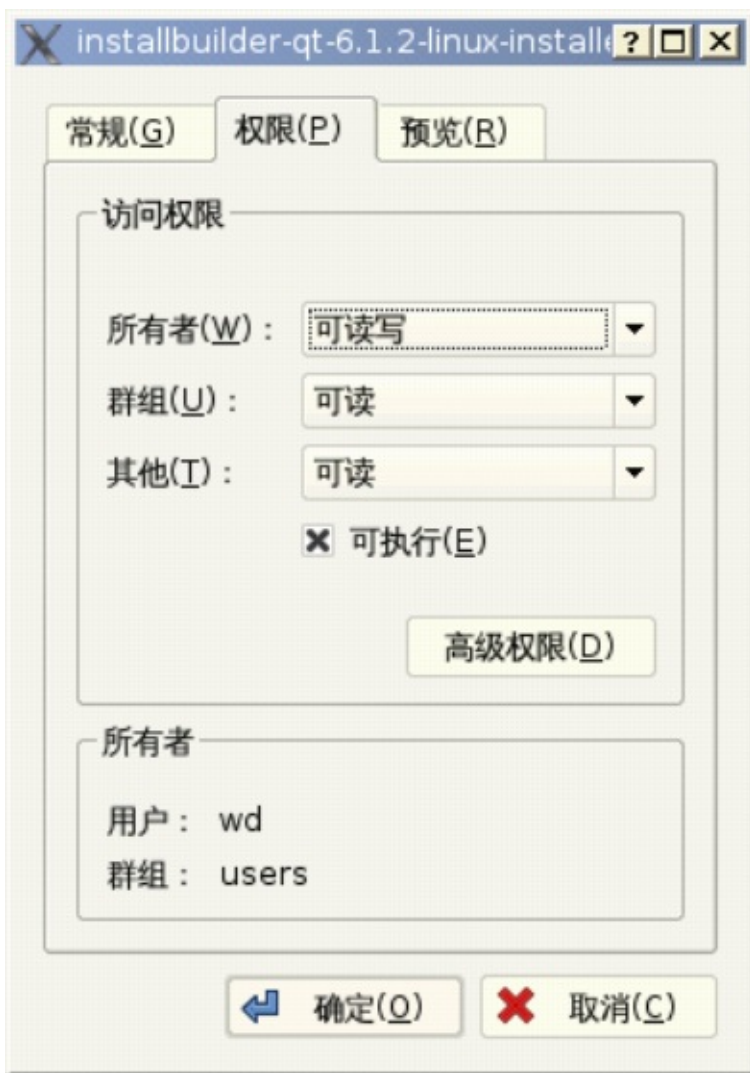 installbuilder-qt-6.1.2-linux-installe
常规(G) 权限(P) 预览(R)
访问权限
所有者(W)： 可读写
群组(U)： 可读
其他(T)： 可读
可执行(E)
高级权限(D)
所有者
用户： wd
群组： users
确定(O) 取消(C)